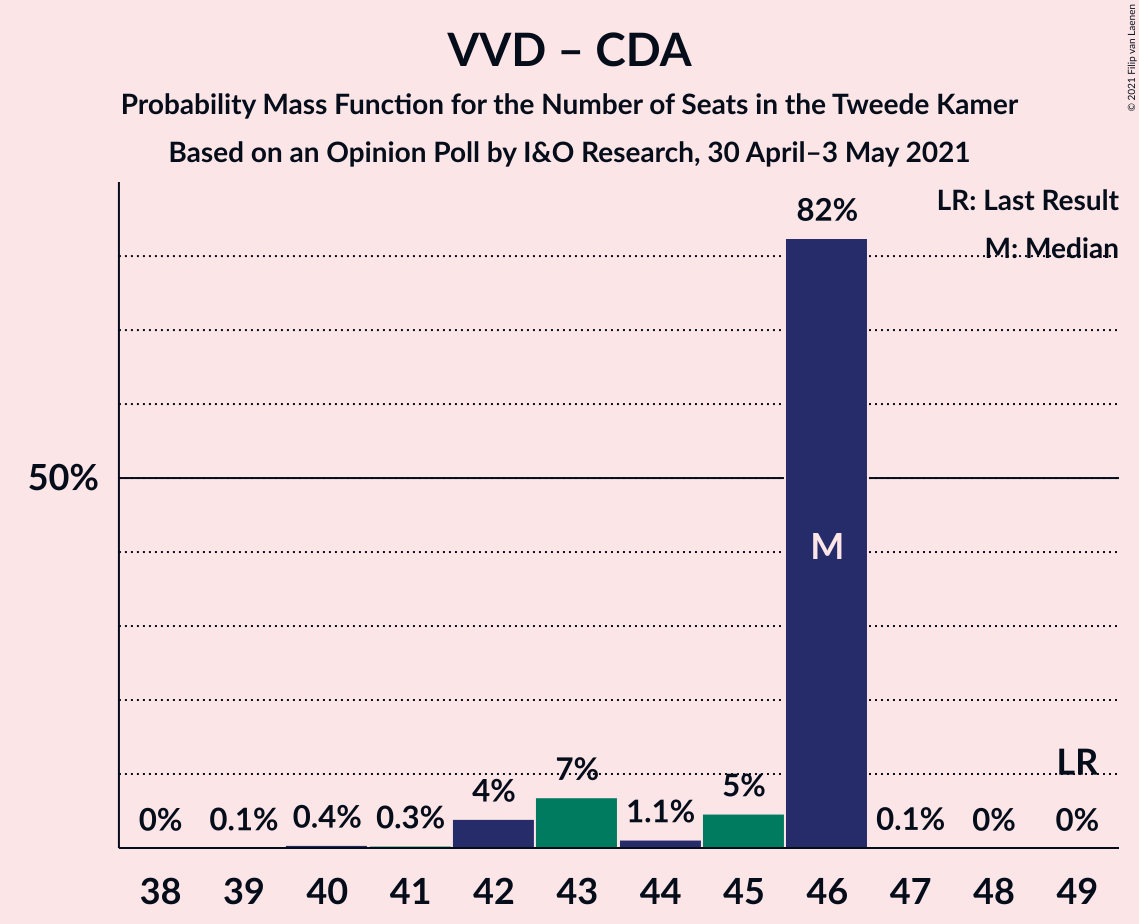 VVD – CDA
Probability Mass Function for the Number of Seats in the Tweede Kamer
Based on an Opinion Poll by I&O Research, 30 April–3 May 2021
© 2021 Filip van Laenen
LR: Last Result
M: Median
50%
0%
0.1%
0.4%
0.3%
4%
7%
1.1%
5%
82%
0.1%
0%
0%
M
LR
38 39 40 41 42 43 44 45 46 47 48 49